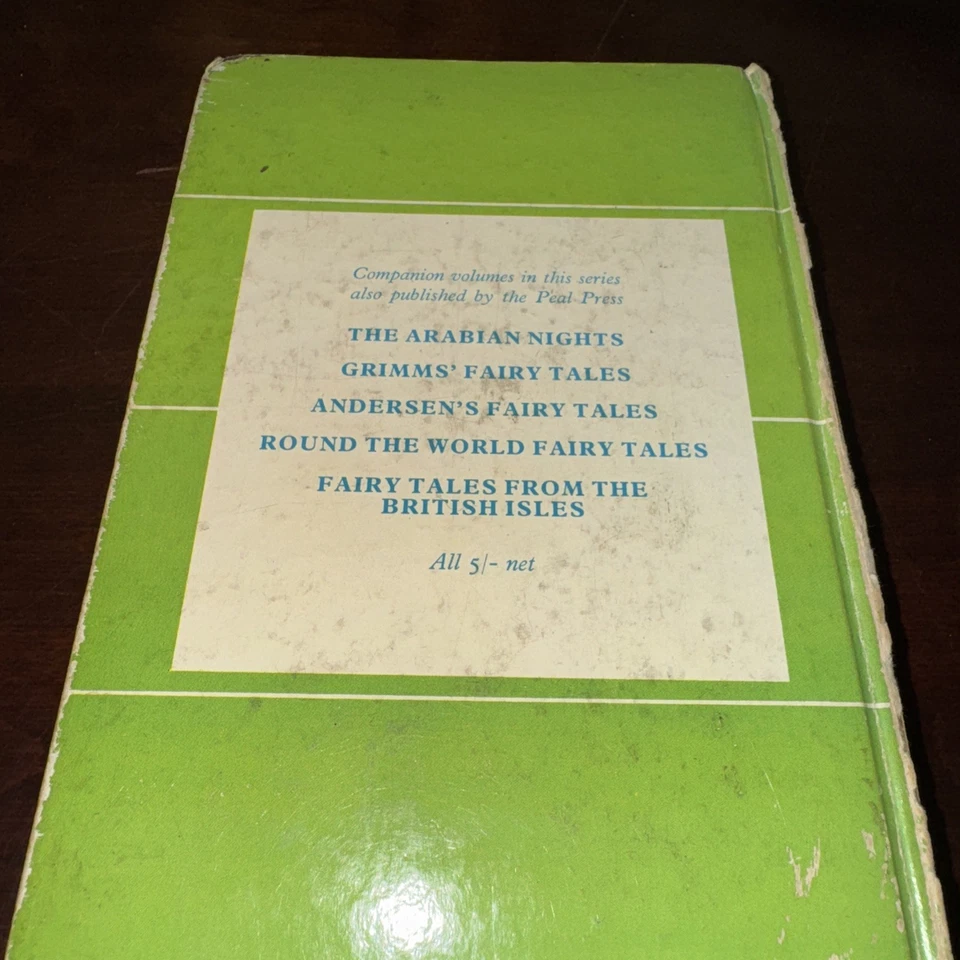 Companion volumes in this series
also published by the Peal Press
THE ARABIAN NIGHTS
GRIMMS' FAIRY TALES
ANDERSEN'S FAIRY TALES
ROUND THE WORLD FAIRY TALES
FAIRY TALES FROM THE
BRITISH ISLES
All 5/- net